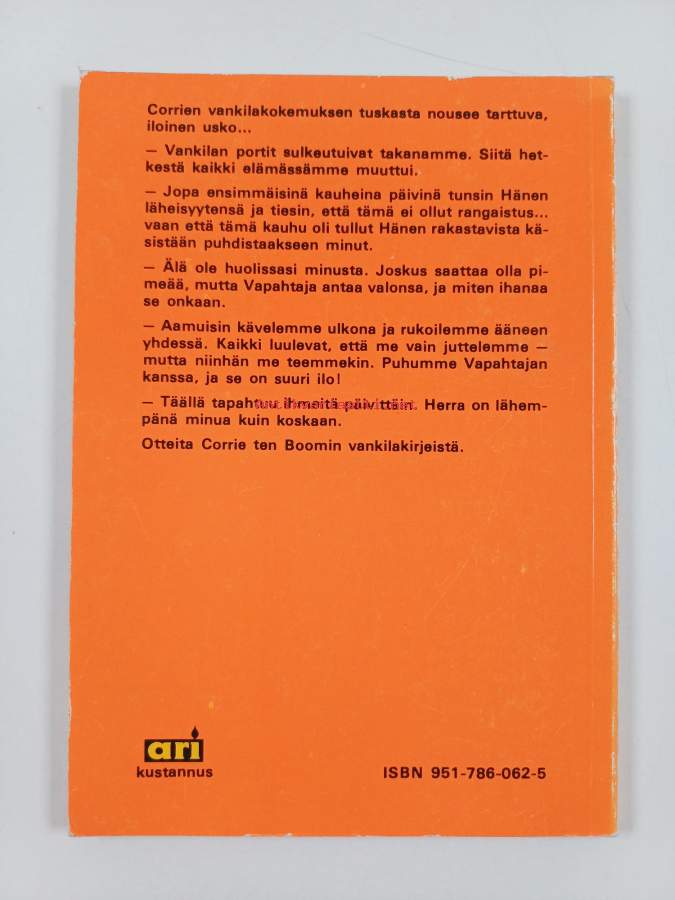 Corrien vankilakokemuksen tuskasta nousee tarttuva,
iloinen usko...
— Vankilan portit sulkeutuivat takanamme. Siitä het-
kestä kaikki elämässämme muuttui.
— Jopa ensimmäisinä kauheina päivinä tunsin Hänen
läheisyytensä ja tiesin, että tämä ei ollut rangaistus...
vaan että tämä kauhu oli tullut Hänen rakastavista kä-
sistään puhdistaakseen minut.
— Älä ole huolissasi minusta. Joskus saattaa olla pi-
meää, mutta Vapahtaja antaa valonsa, ja miten ihanaa
se onkaan.
— Aamuisin kävelemme ulkona ja rukoilemme ääneen
yhdessä. Kaikki luulevat, että me vain juttelemme —
mutta niinhän me teemmekin. Puhumme Vapahtajan
kanssa, ja se on suuri ilo!
— Täällä tapahtuu ihmeitä päivittäin. Herra on lähem-
pänä minua kuin koskaan.
Otteita Corrie ten Boomin vankilakirjeistä.
ari
kustannus
ISBN 951-786-062-5